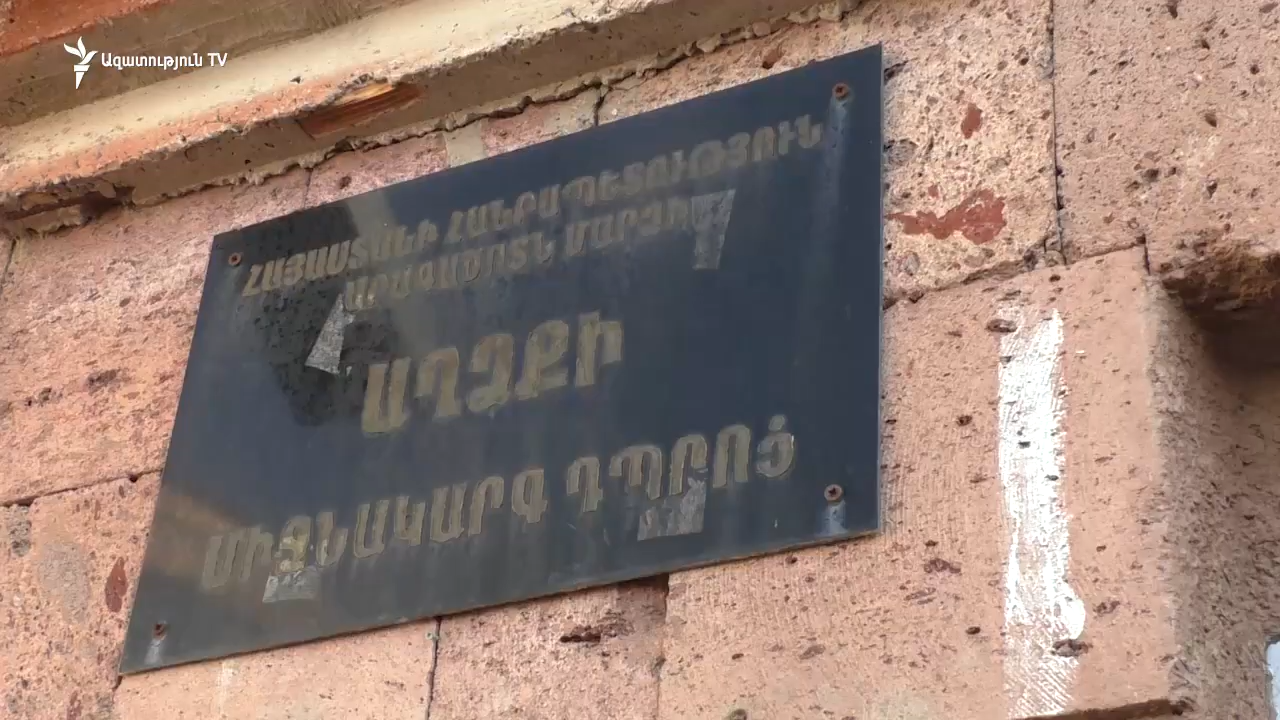 Ազատություն TV
ՀԱՅԱՍՏԱՆԻ ՀԱՆՐԱՊԵՏՈՒԹՅՈՒՆ
ԱՐԱԳԱԾՈՏՆ ՄԱՐԶԻ
ԱՂՁՔԻ
ՄԻՋՆԱԿԱՐԳ ԴՊՐՈՑ